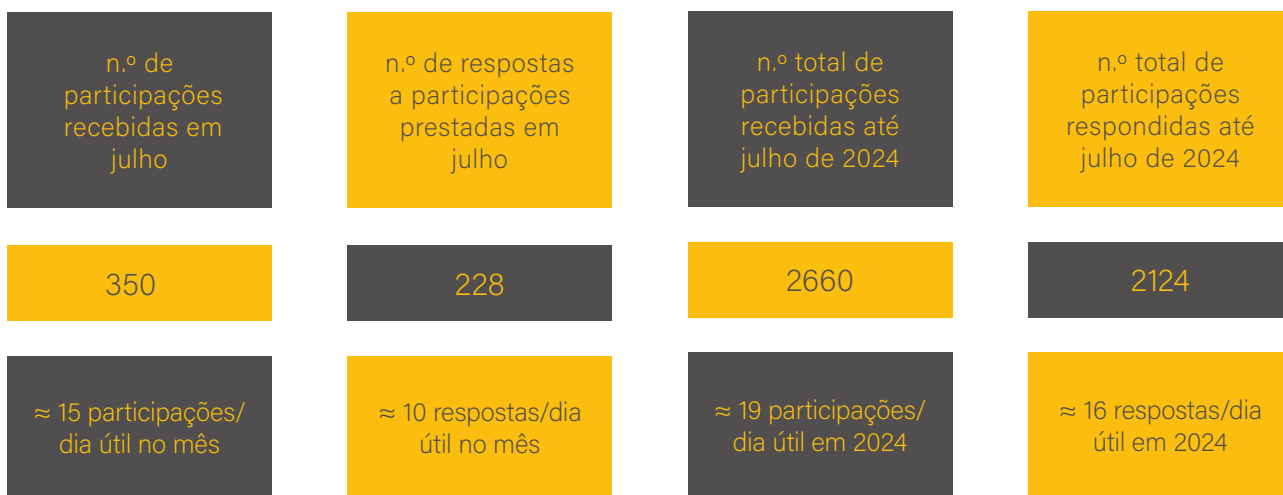 n.º de
participações
recebidas em
julho
n.º de respostas
a participações
prestadas em
julho
n.º total de
participações
recebidas até
julho de 2024
n.º total de
participações
respondidas até
julho de 2024
350
228
2660
2124
≈ 15 participações/
dia útil no mês
≈ 10 respostas/dia
útil no mês
≈ 19 participações/
dia útil em 2024
≈ 16 respostas/dia
útil em 2024